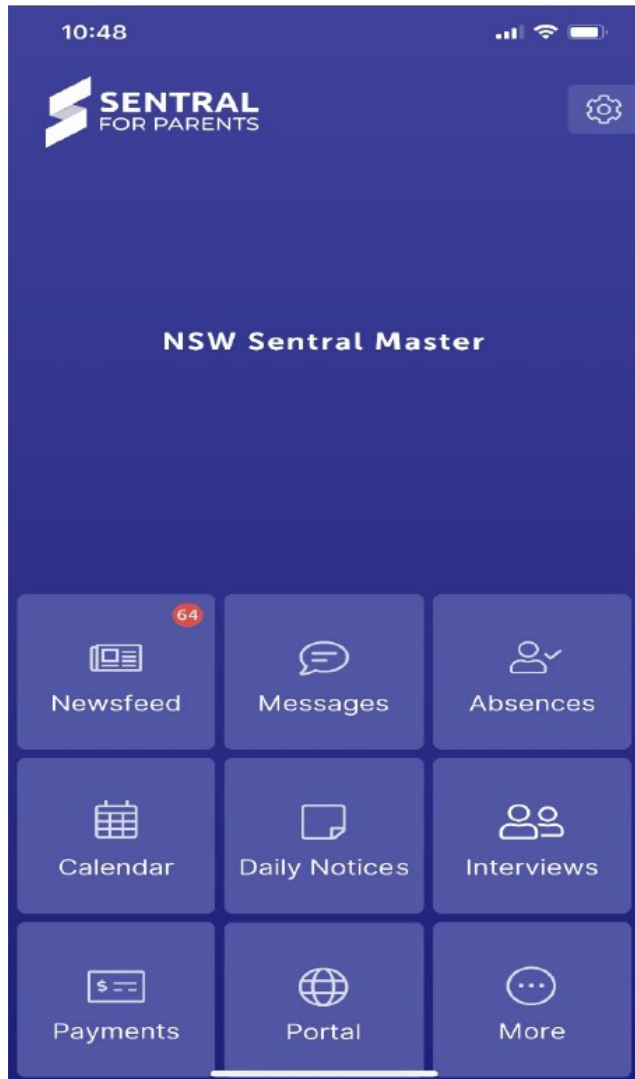 10:48
SENTRAL
FOR PARENTS
NSW Sentral Master
64
Newsfeed
Messages
Absences
Calendar
Daily Notices
Interviews
$
Payments
Portal
More